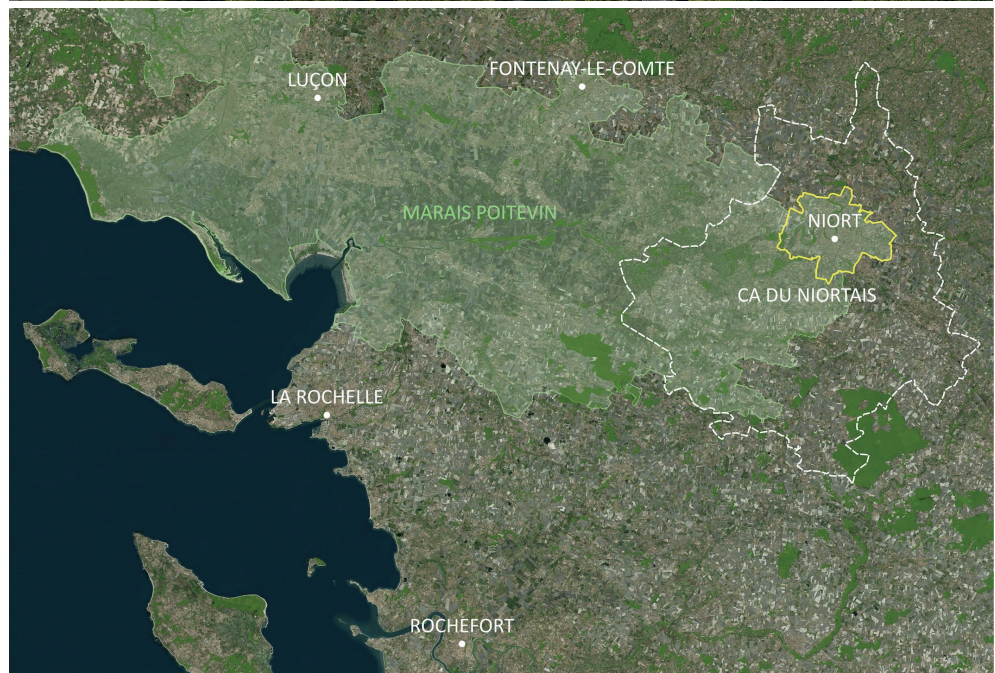 FONTENAY-LE-COMTE
LUÇON
MARAIS POITEVIN
NIORT
CA DU NIORTAIS
LA ROCHELLE
ROCHEFORT